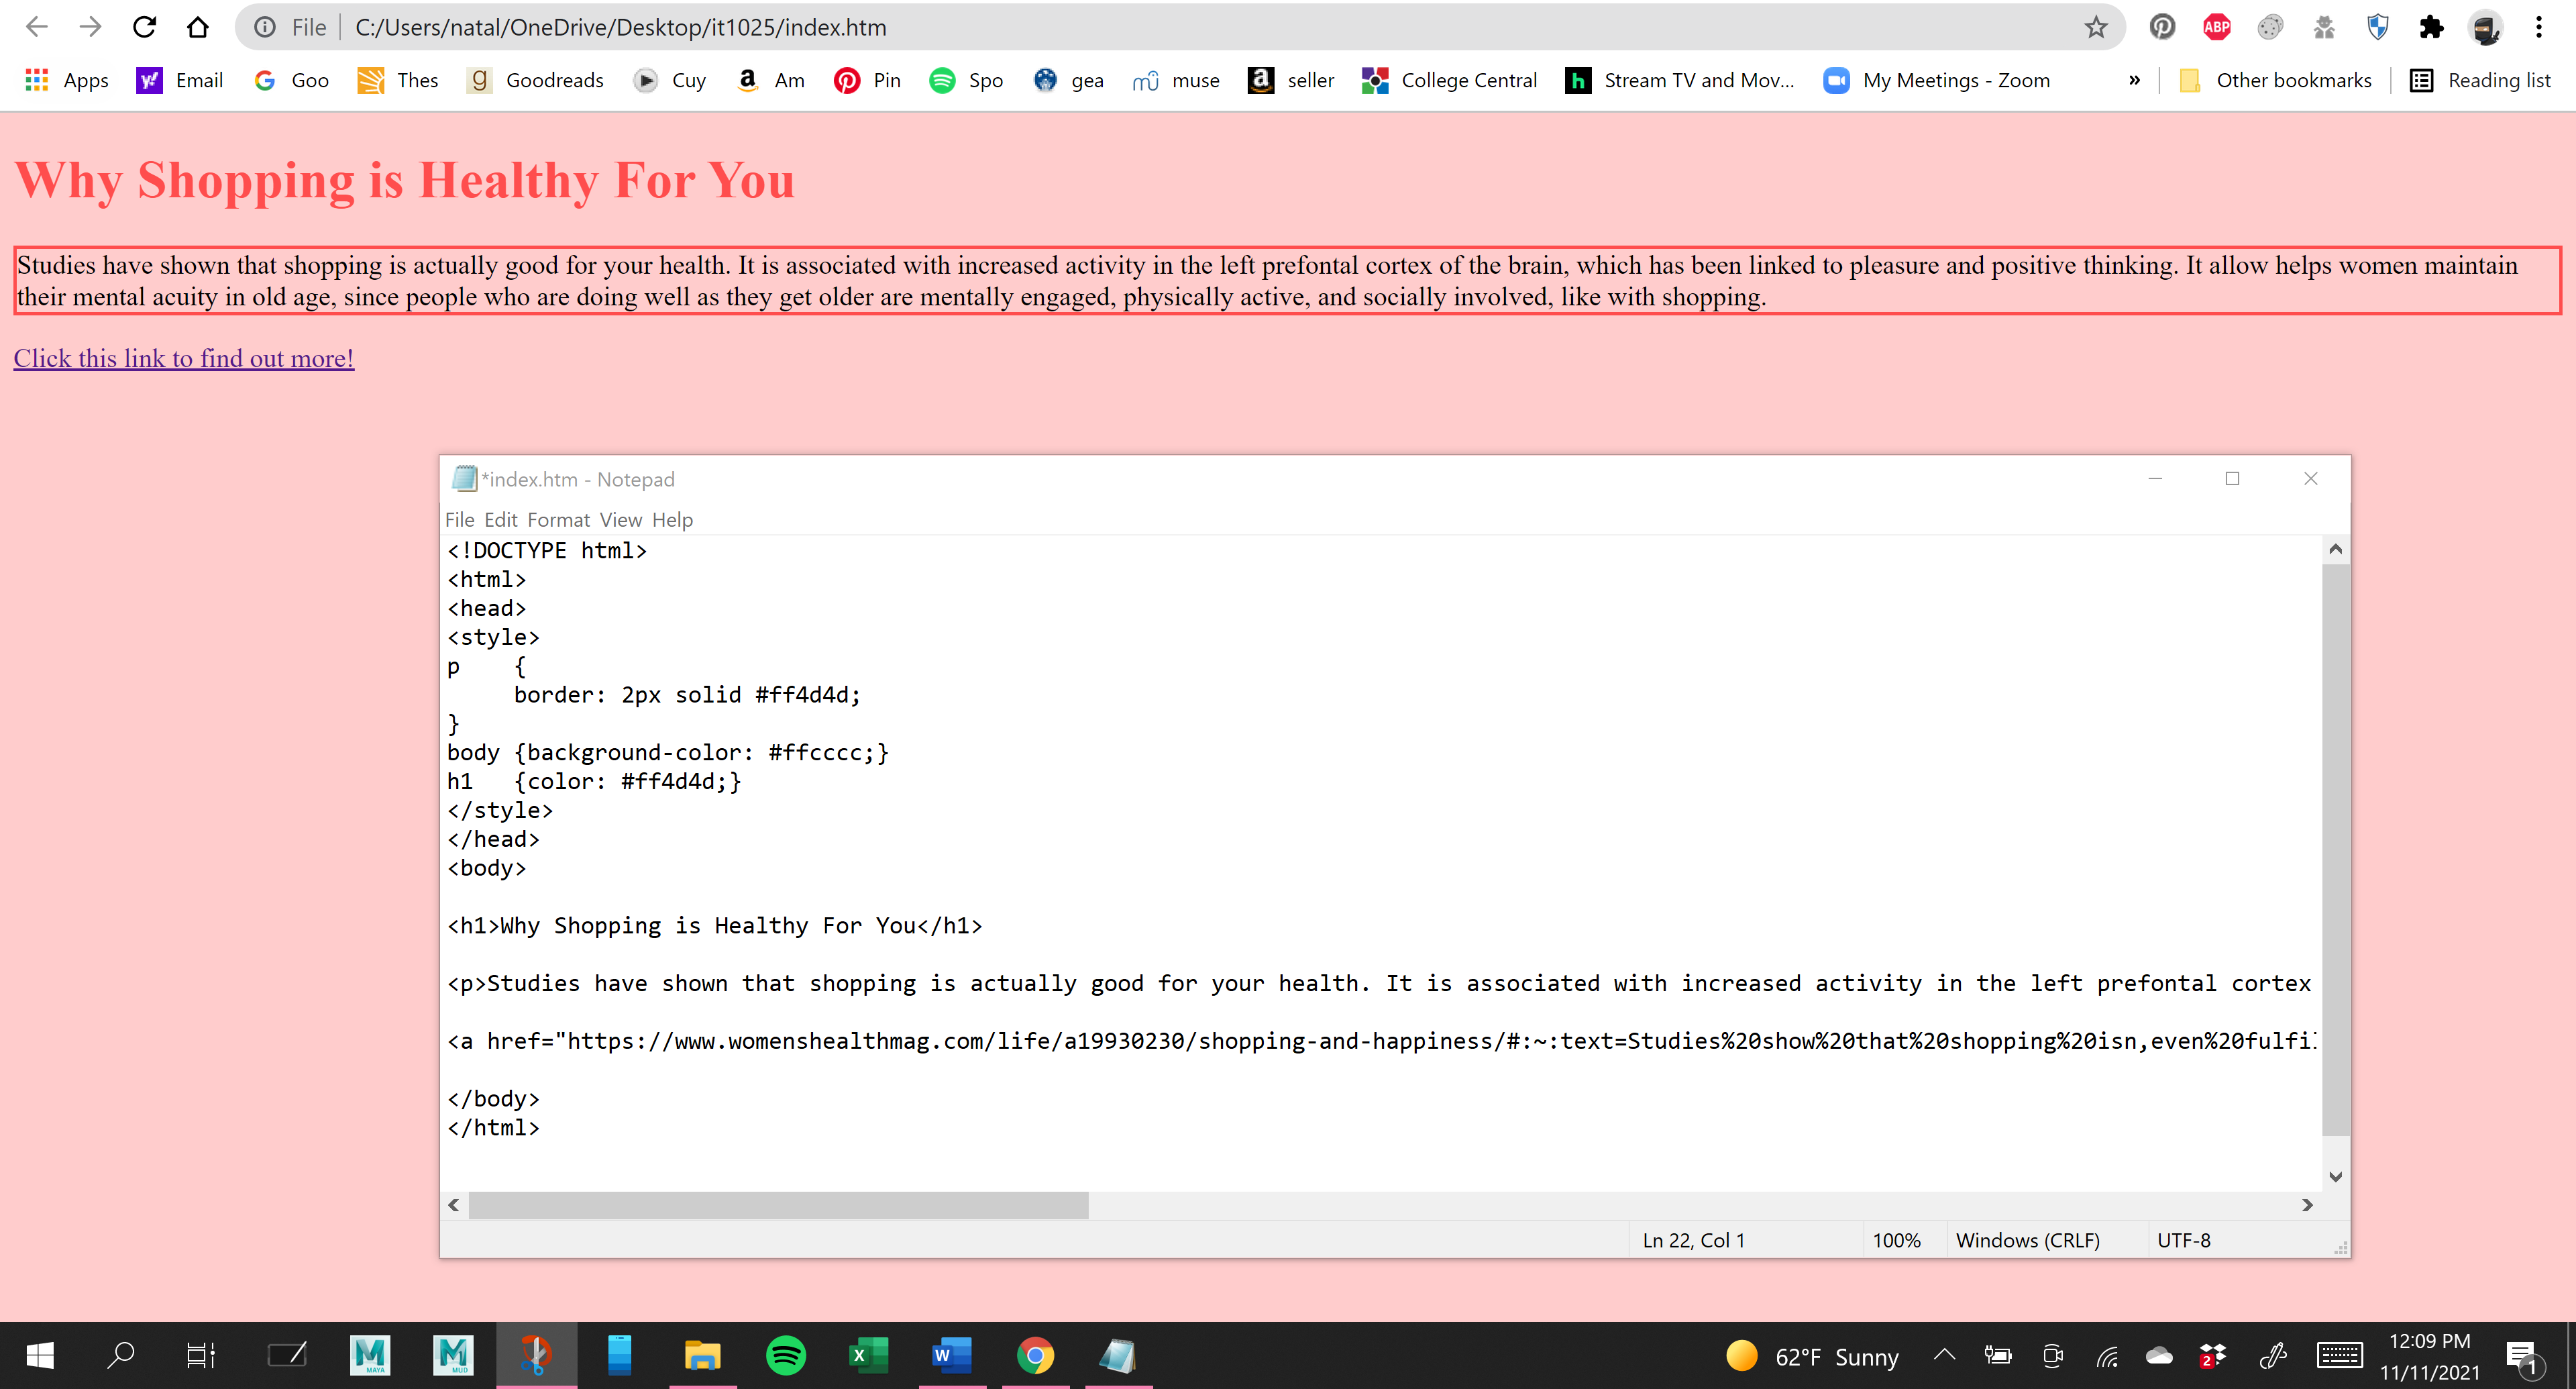 File C:/Users/natal/OneDrive/Desktop/it1025/index.htm ABP
Apps y! Email G Goo Thes g Goodreads Cuy a Am Pin Spo gea mû muse a seller College Central h Stream TV and Mov... My Meetings - Zoom » Other bookmarks Reading list
Why Shopping is Healthy For You
Studies have shown that shopping is actually good for your health. It is associated with increased activity in the left prefontal cortex of the brain, which has been linked to pleasure and positive thinking. It allow helps women maintain
their mental acuity in old age, since people who are doing well as they get older are mentally engaged, physically active, and socially involved, like with shopping.
Click this link to find out more!
*index.htm - Notepad
File Edit Format View Help
<!DOCTYPE html>
<html>
<head>
<style>
p    {
     border: 2px solid #ff4d4d;
}
body {background-color: #ffcccc;}
h1   {color: #ff4d4d;}
</style>
</head>
<body>
<h1>Why Shopping is Healthy For You</h1>
<p>Studies have shown that shopping is actually good for your health. It is associated with increased activity in the left prefontal cortex
<a href="https://www.womenshealthmag.com/life/a19930230/shopping-and-happiness/#:~:text=Studies%20show%20that%20shopping%20isn,even%20fulfi
</body>
</html>
Ln 22, Col 1 100% Windows (CRLF) UTF-8
M MAYA M MUD X W 62°F Sunny 2 12:09 PM 1
11/11/2021